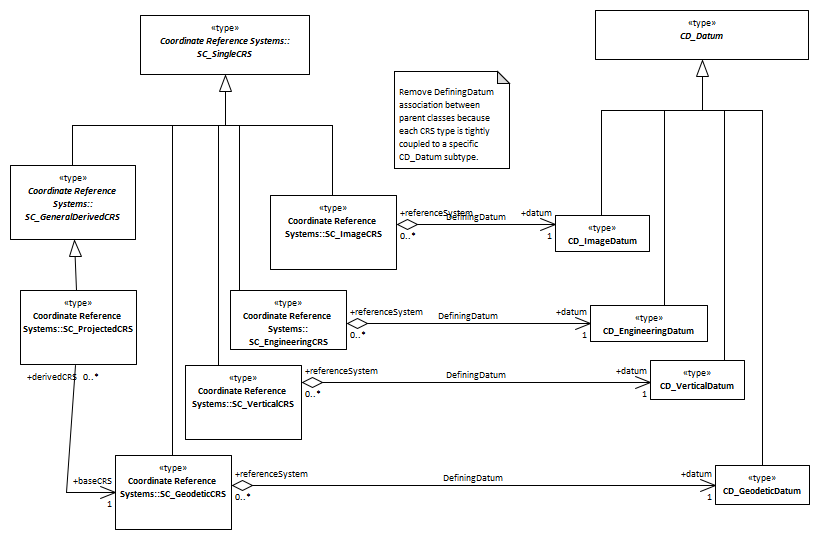 «type»
Coordinate Reference Systems::
SC_SingleCRS
«type»
CD_Datum
Remove DefiningDatum
association between
parent classes because
each CRS type is tightly
coupled to a specific
CD_Datum subtype.
«type»
Coordinate Reference
Systems::
SC_GeneralDerivedCRS
«type»
Coordinate Reference
Systems::SC_ImageCRS
+referenceSystem
DefiningDatum
+datum
0..*
1
«type»
CD_ImageDatum
«type»
Coordinate Reference
Systems::SC_ProjectedCRS
«type»
Coordinate Reference
Systems::
SC_EngineeringCRS
+referenceSystem
DefiningDatum
+datum
0..*
1
«type»
CD_EngineeringDatum
+derivedCRS 0..*
«type»
Coordinate Reference
Systems::SC_VerticalCRS
+referenceSystem
DefiningDatum
+datum
0..*
1
«type»
CD_VerticalDatum
+baseCRS
1
«type»
Coordinate Reference
Systems::SC_GeodeticCRS
+referenceSystem
DefiningDatum
+datum
0..*
1
«type»
CD_GeodeticDatum